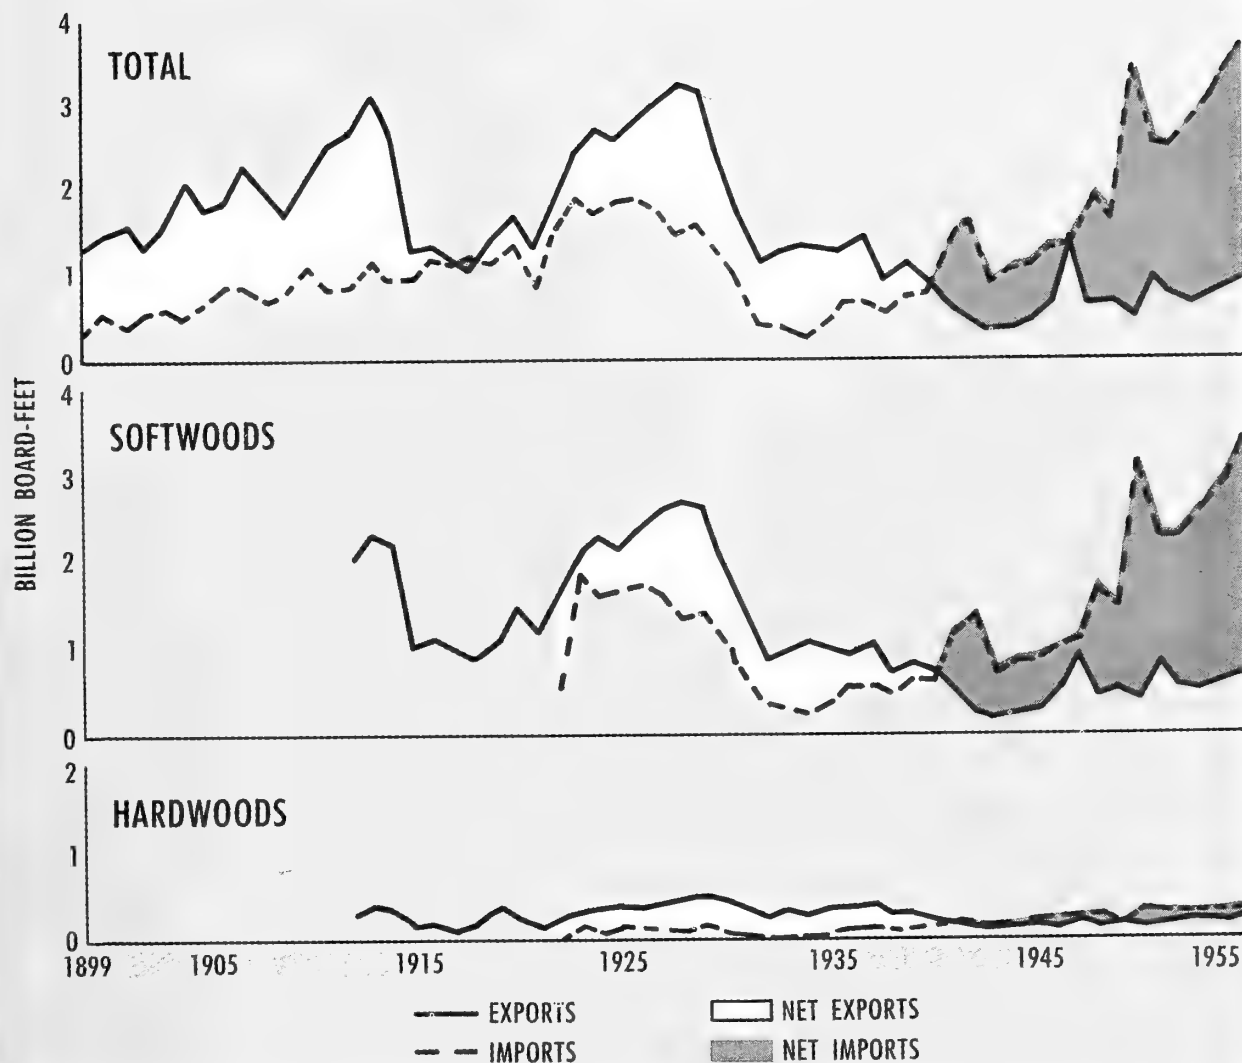 4
TOTAL
3
2
1
0
BILLION BOARD-FEET
4
SOFTWOODS
3
2
1
0
2
HARDWOODS
1
0
1899 1905 1915 1925 1935 1945 1955
EXPORTS NET EXPORTS
IMPORTS NET IMPORTS